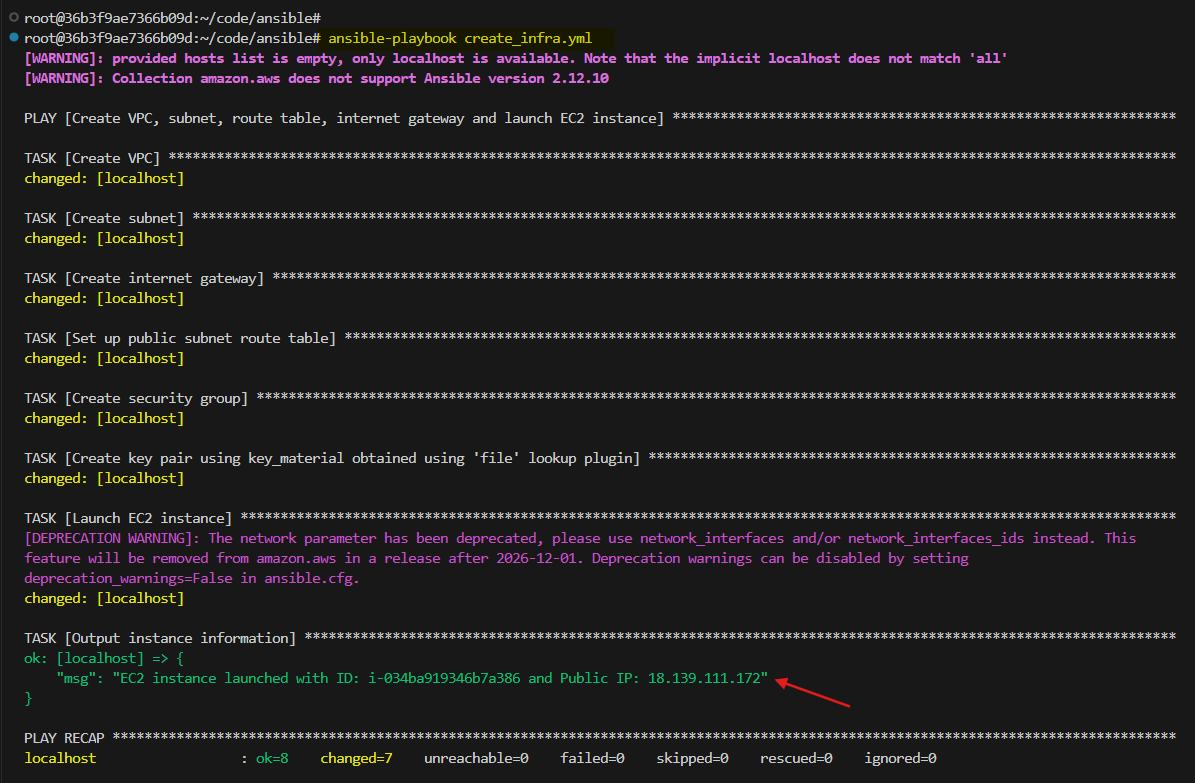 root@36b3f9ae7366b09d:~/code/ansible#
root@36b3f9ae7366b09d:~/code/ansible# ansible-playbook create_infra.yml
[WARNING]: provided hosts list is empty, only localhost is available. Note that the implicit localhost does not match 'all'
[WARNING]: Collection amazon.aws does not support Ansible version 2.12.10
PLAY [Create VPC, subnet, route table, internet gateway and launch EC2 instance] ***************************************************************
TASK [Create VPC] ******************************************************************************************************************************
changed: [localhost]
TASK [Create subnet] ***************************************************************************************************************************
changed: [localhost]
TASK [Create internet gateway] *****************************************************************************************************************
changed: [localhost]
TASK [Set up public subnet route table] ********************************************************************************************************
changed: [localhost]
TASK [Create security group] *******************************************************************************************************************
changed: [localhost]
TASK [Create key pair using key_material obtained using 'file' lookup plugin] ******************************************************************
changed: [localhost]
TASK [Launch EC2 instance] *********************************************************************************************************************
[DEPRECATION WARNING]: The network parameter has been deprecated, please use network_interfaces and/or network_interfaces_ids instead. This
feature will be removed from amazon.aws in a release after 2026-12-01. Deprecation warnings can be disabled by setting
deprecation_warnings=False in ansible.cfg.
changed: [localhost]
TASK [Output instance information] *************************************************************************************************************
ok: [localhost] => {
"msg": "EC2 instance launched with ID: i-034ba919346b7a386 and Public IP: 18.139.111.172"
}
PLAY RECAP *************************************************************************************************************************************
localhost : ok=8 changed=7 unreachable=0 failed=0 skipped=0 rescued=0 ignored=0